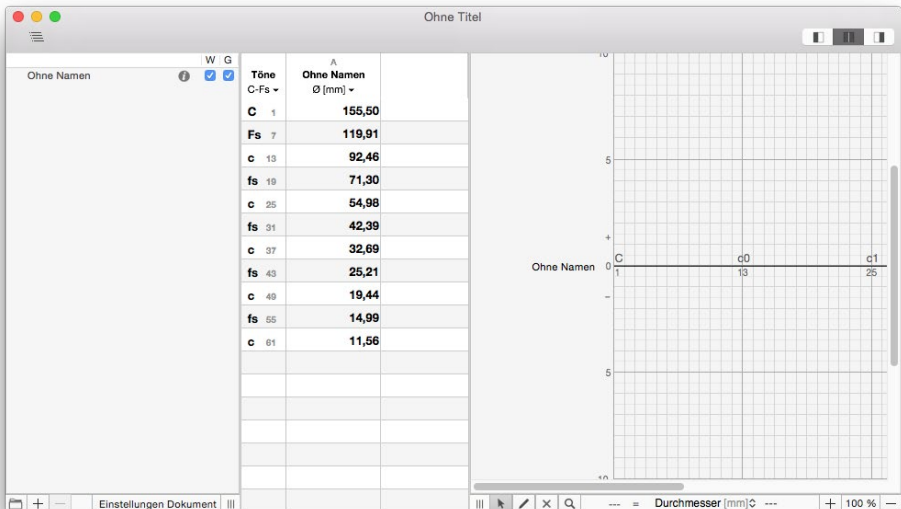 Ohne Titel
W G
Ohne Namen i
A
Töne Ohne Namen
C-Fs Ø [mm]
C 1 155,50
Fs 7 119,91
c 13 92,46
fs 19 71,30
c 25 54,98
fs 31 42,39
c 37 32,69
fs 43 25,21
c 49 19,44
fs 55 14,99
c 61 11,56
10
5
+
C c0 c1
Ohne Namen 0
1 13 25
−
5
10
+ − Einstellungen Dokument
--- = Durchmesser [mm] --- + 100 % −